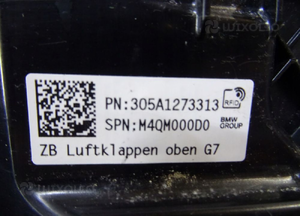 PN:305A1273313
RFID
SPN:M4QM000D0
BMW
GROUP
ZB Luftklappen oben G7